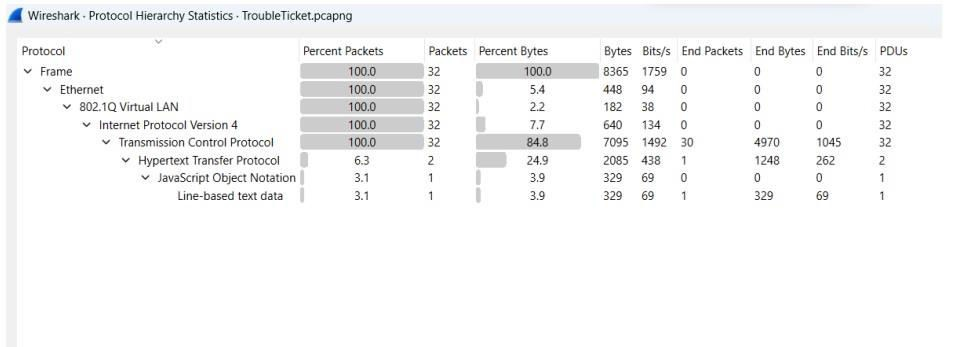 Wireshark · Protocol Hierarchy Statistics · TroubleTicket.pcapng
Protocol Percent Packets Packets Percent Bytes Bytes Bits/s End Packets End Bytes End Bits/s PDUs
Frame 100.0 32 100.0 8365 1759 0 0 0 32
Ethernet 100.0 32 5.4 448 94 0 0 0 32
802.1Q Virtual LAN 100.0 32 2.2 182 38 0 0 0 32
Internet Protocol Version 4 100.0 32 7.7 640 134 0 0 0 32
Transmission Control Protocol 100.0 32 84.8 7095 1492 30 4970 1045 32
Hypertext Transfer Protocol 6.3 2 24.9 2085 438 1 1248 262 2
JavaScript Object Notation 3.1 1 3.9 329 69 0 0 0 1
Line-based text data 3.1 1 3.9 329 69 1 329 69 1